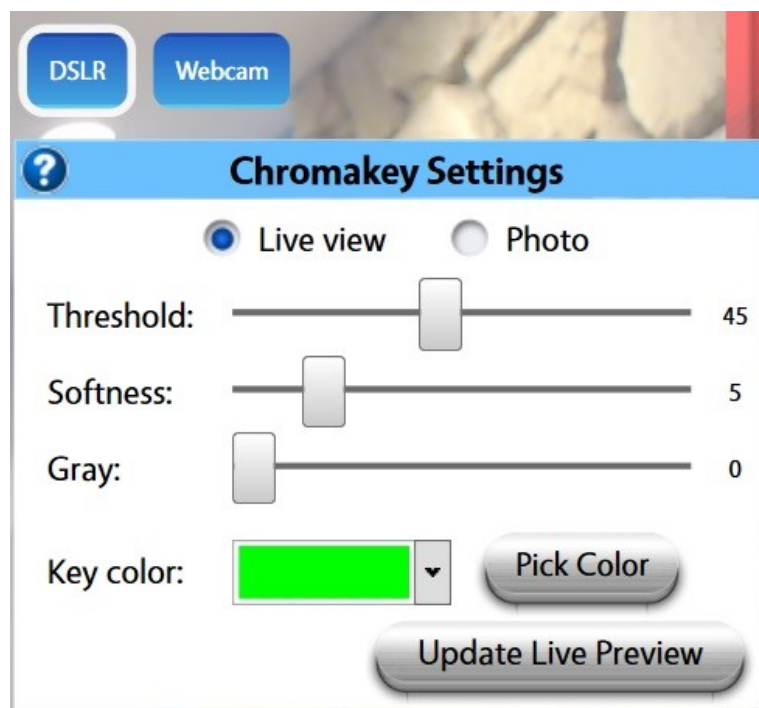 DSLR Webcam
? Chromakey Settings
Live view Photo
Threshold: 45
Softness: 5
Gray: 0
Key color: Pick Color
Update Live Preview